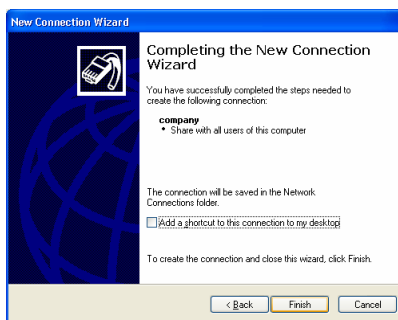 New Connection Wizard
Completing the New Connection
Wizard
You have successfully completed the steps needed to
create the following connection:
company
• Share with all users of this computer
The connection will be saved in the Network
Connections folder.
Add a shortcut to this connection to my desktop
To create the connection and close this wizard, click Finish.
< Back
Finish
Cancel